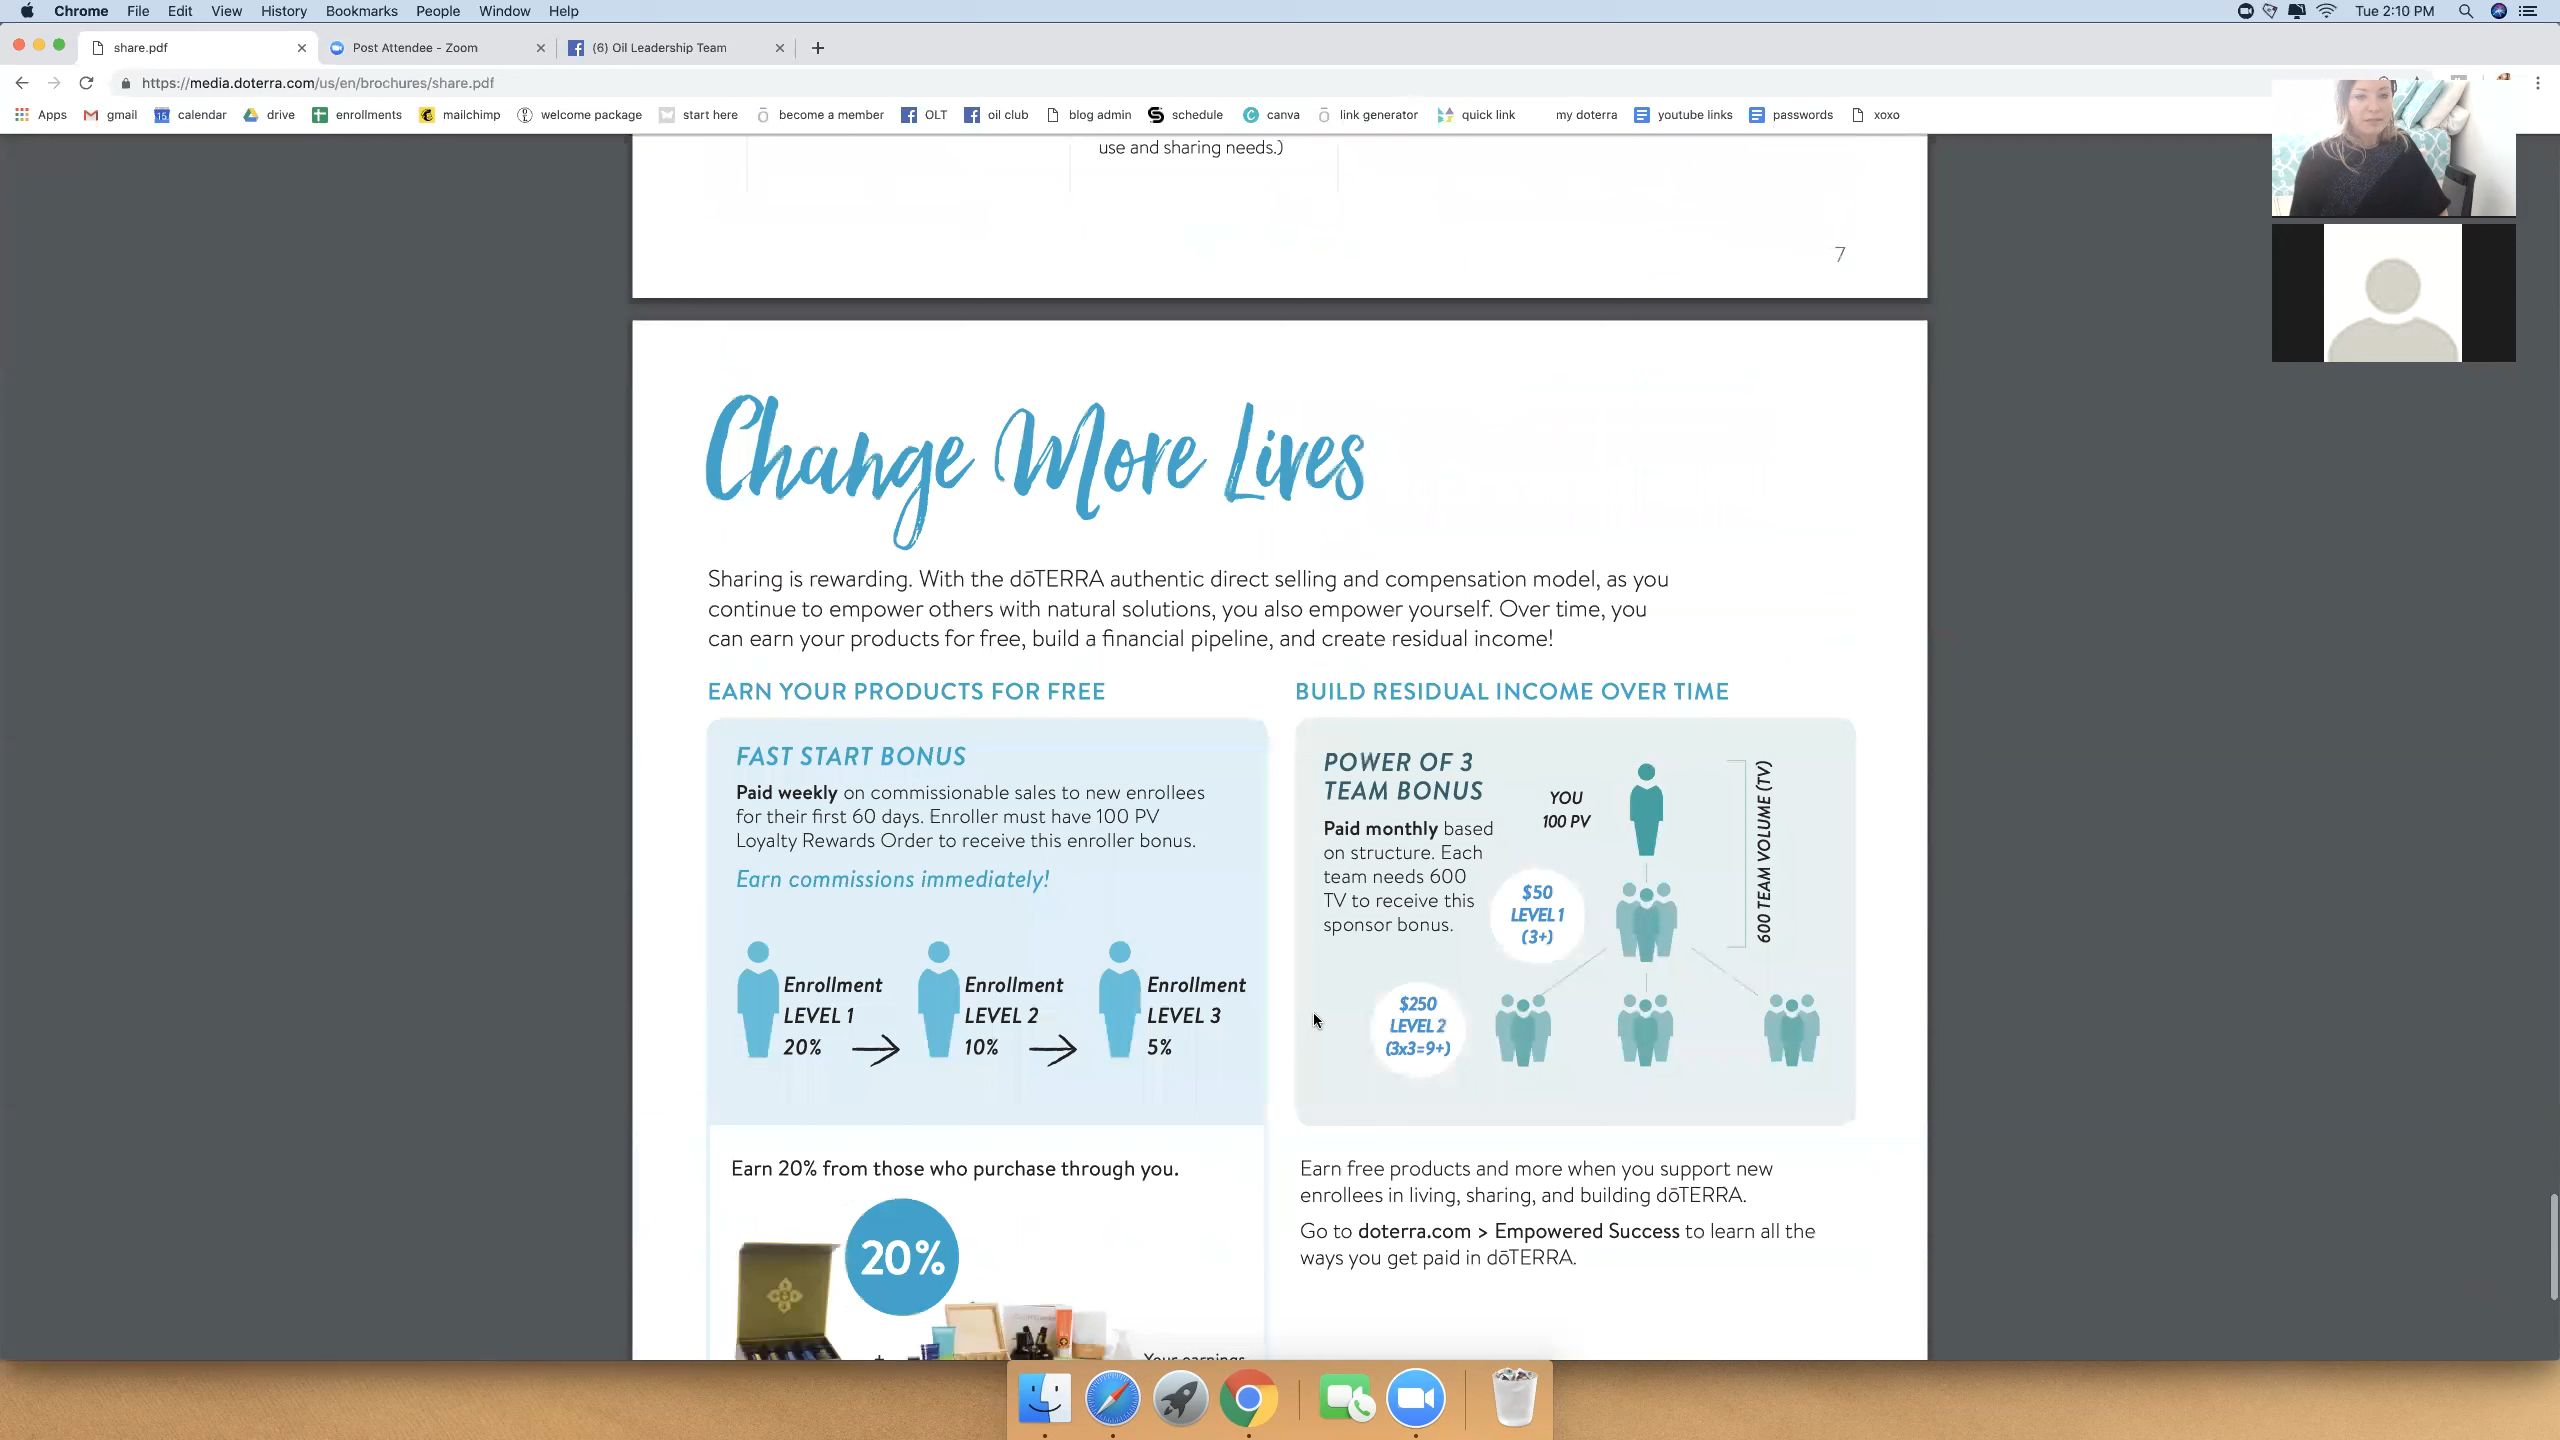 Chrome File Edit View History Bookmarks People Window Help
Tue 2:10 PM
share.pdf
Post Attendee - Zoom
(6) Oil Leadership Team
https://media.doterra.com/us/en/brochures/share.pdf
Apps gmail calendar drive enrollments mailchimp welcome package start here become a member OLT oil club blog admin schedule canva link generator quick link my doterra youtube links passwords xoxo
use and sharing needs.)
7
Change More Lives
Sharing is rewarding. With the dōTERRA authentic direct selling and compensation model, as you
continue to empower others with natural solutions, you also empower yourself. Over time, you
can earn your products for free, build a financial pipeline, and create residual income!
EARN YOUR PRODUCTS FOR FREE
FAST START BONUS
Paid weekly on commissionable sales to new enrollees
for their first 60 days. Enroller must have 100 PV
Loyalty Rewards Order to receive this enroller bonus.
Earn commissions immediately!
Enrollment
LEVEL 1
20%
Enrollment
LEVEL 2
10%
Enrollment
LEVEL 3
5%
Earn 20% from those who purchase through you.
20%
+
Your earnings
BUILD RESIDUAL INCOME OVER TIME
POWER OF 3
TEAM BONUS
Paid monthly based
on structure. Each
team needs 600
TV to receive this
sponsor bonus.
YOU
100 PV
$50
LEVEL 1
(3+)
$250
LEVEL 2
(3x3=9+)
600 TEAM VOLUME (TV)
Earn free products and more when you support new
enrollees in living, sharing, and building dōTERRA.
Go to doterra.com > Empowered Success to learn all the
ways you get paid in dōTERRA.